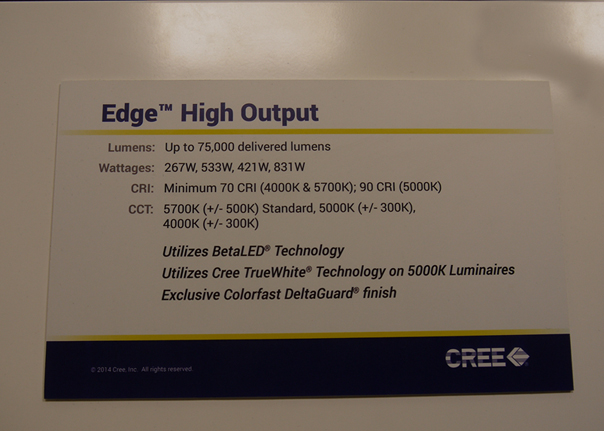 Edge™ High Output
Lumens: Up to 75,000 delivered lumens
Wattages: 267W, 533W, 421W, 831W
CRI: Minimum 70 CRI (4000K & 5700K); 90 CRI (5000K)
CCT: 5700K (+/- 500K) Standard, 5000K (+/- 300K),
4000K (+/- 300K)
Utilizes BetaLED® Technology
Utilizes Cree TrueWhite® Technology on 5000K Luminaires
Exclusive Colorfast DeltaGuard® finish
CREE
© 2014 Cree, Inc. All rights reserved